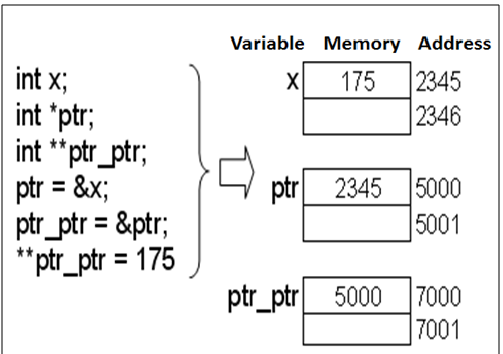 Variable Memory Address
int x;
int *ptr;
int **ptr_ptr;
ptr = &x;
ptr_ptr = &ptr;
**ptr_ptr = 175
x 175 2345
2346
ptr 2345 5000
5001
ptr_ptr 5000 7000
7001